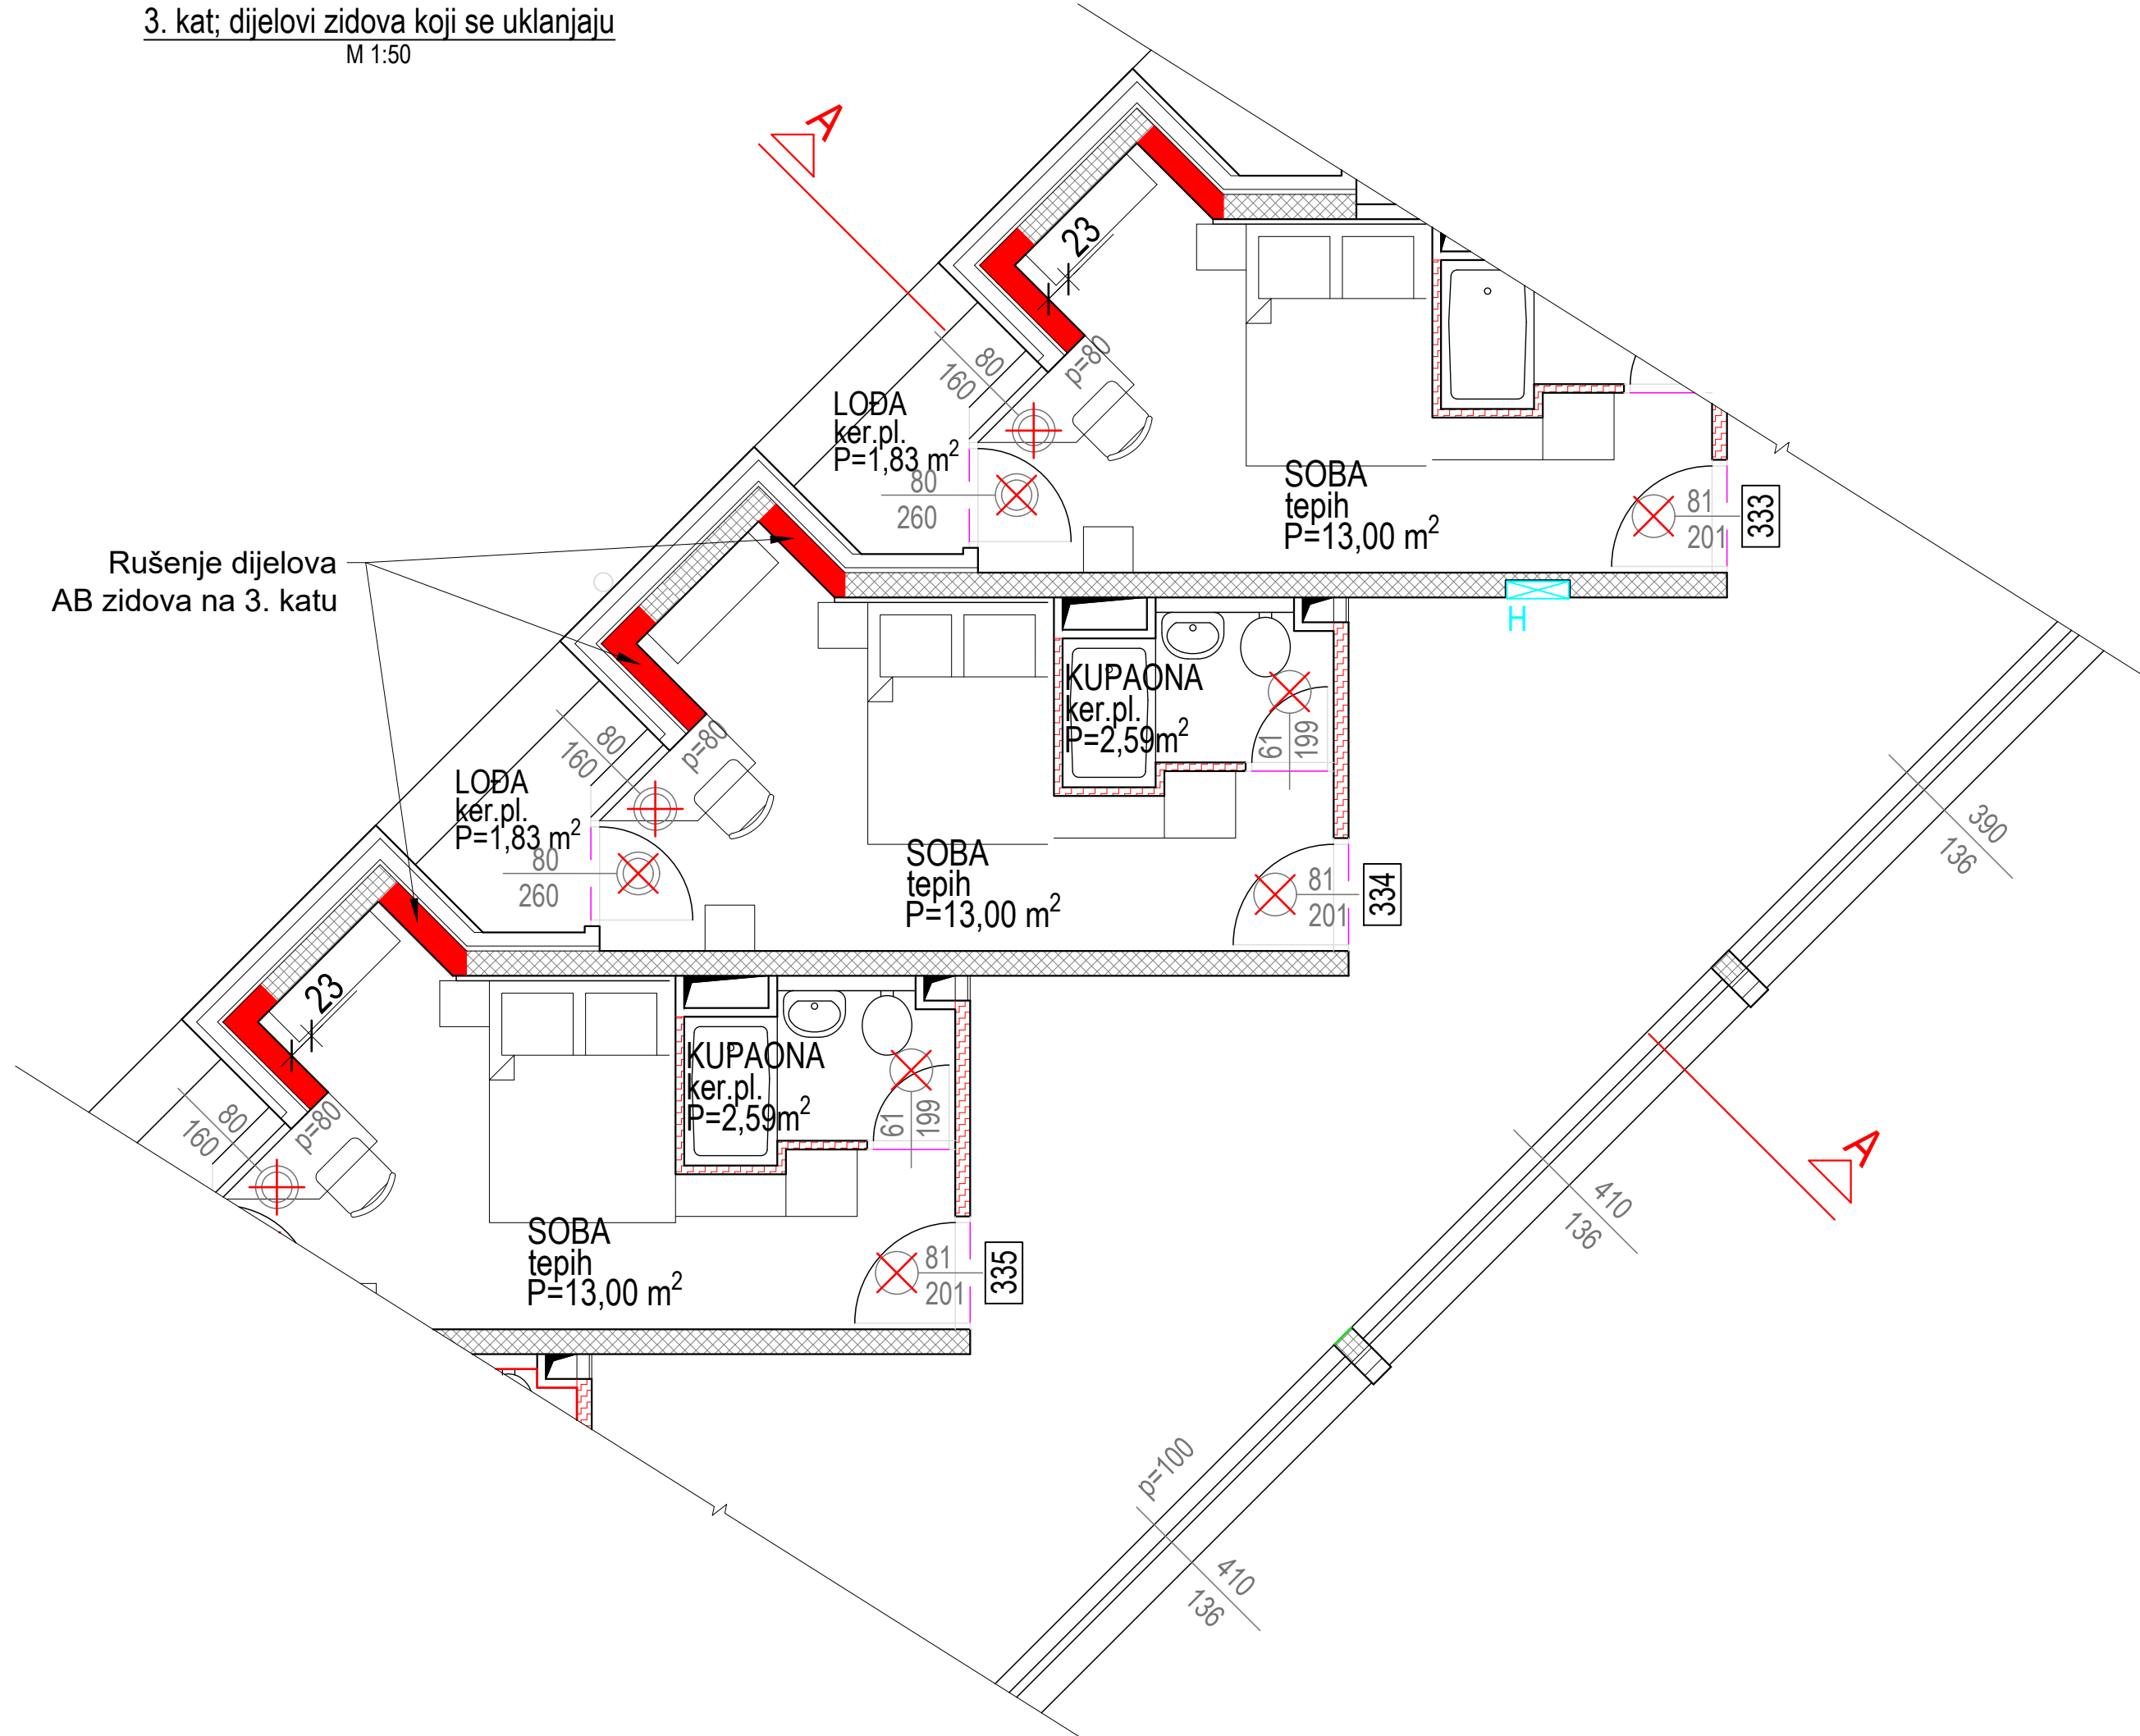 3. kat; dijelovi zidova koji se uklanjaju
M 1:50
A
23
p=80
80
160
LOĐA
ker.pl.
P=1,83 m²
80
260
SOBA
tepih
P=13,00 m²
81
201
333
H
Rušenje dijelova
AB zidova na 3. katu
p=80
80
160
LOĐA
ker.pl.
P=1,83 m²
80
260
KUPAONA
ker.pl.
P=2,59m²
61
199
SOBA
tepih
P=13,00 m²
81
201
334
390
136
23
p=80
80
160
KUPAONA
ker.pl.
P=2,59m²
61
199
SOBA
tepih
P=13,00 m²
81
201
335
A
410
136
p=100
410
136